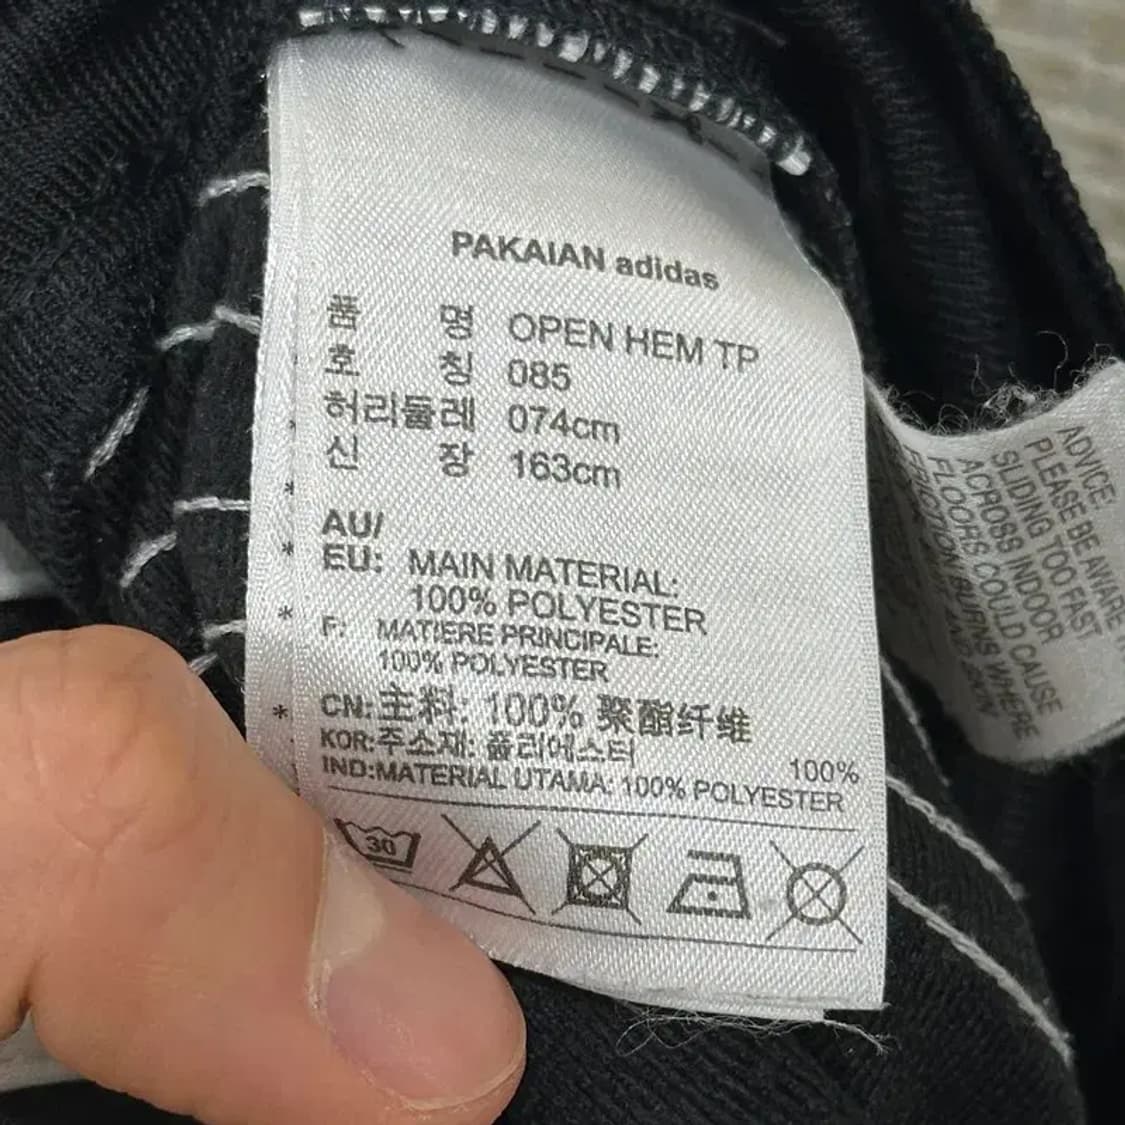 PAKAIAN adidas
품 명 OPEN HEM TP
호 칭 085
허리둘레 074cm
신 장 163cm
AU/
EU: MAIN MATERIAL:
100% POLYESTER
F: MATIERE PRINCIPALE:
100% POLYESTER
CN:主料: 100% 聚酯纤维
KOR:주소재: 폴리에스터
100%
IND:MATERIAL UTAMA: 100% POLYESTER
30
ADVICE:
PLEASE BE AWARE
SLIDING TOO FAST
ACROSS INDOOR
FLOORS COULD CAUSE
FRICTION BURNS WHERE